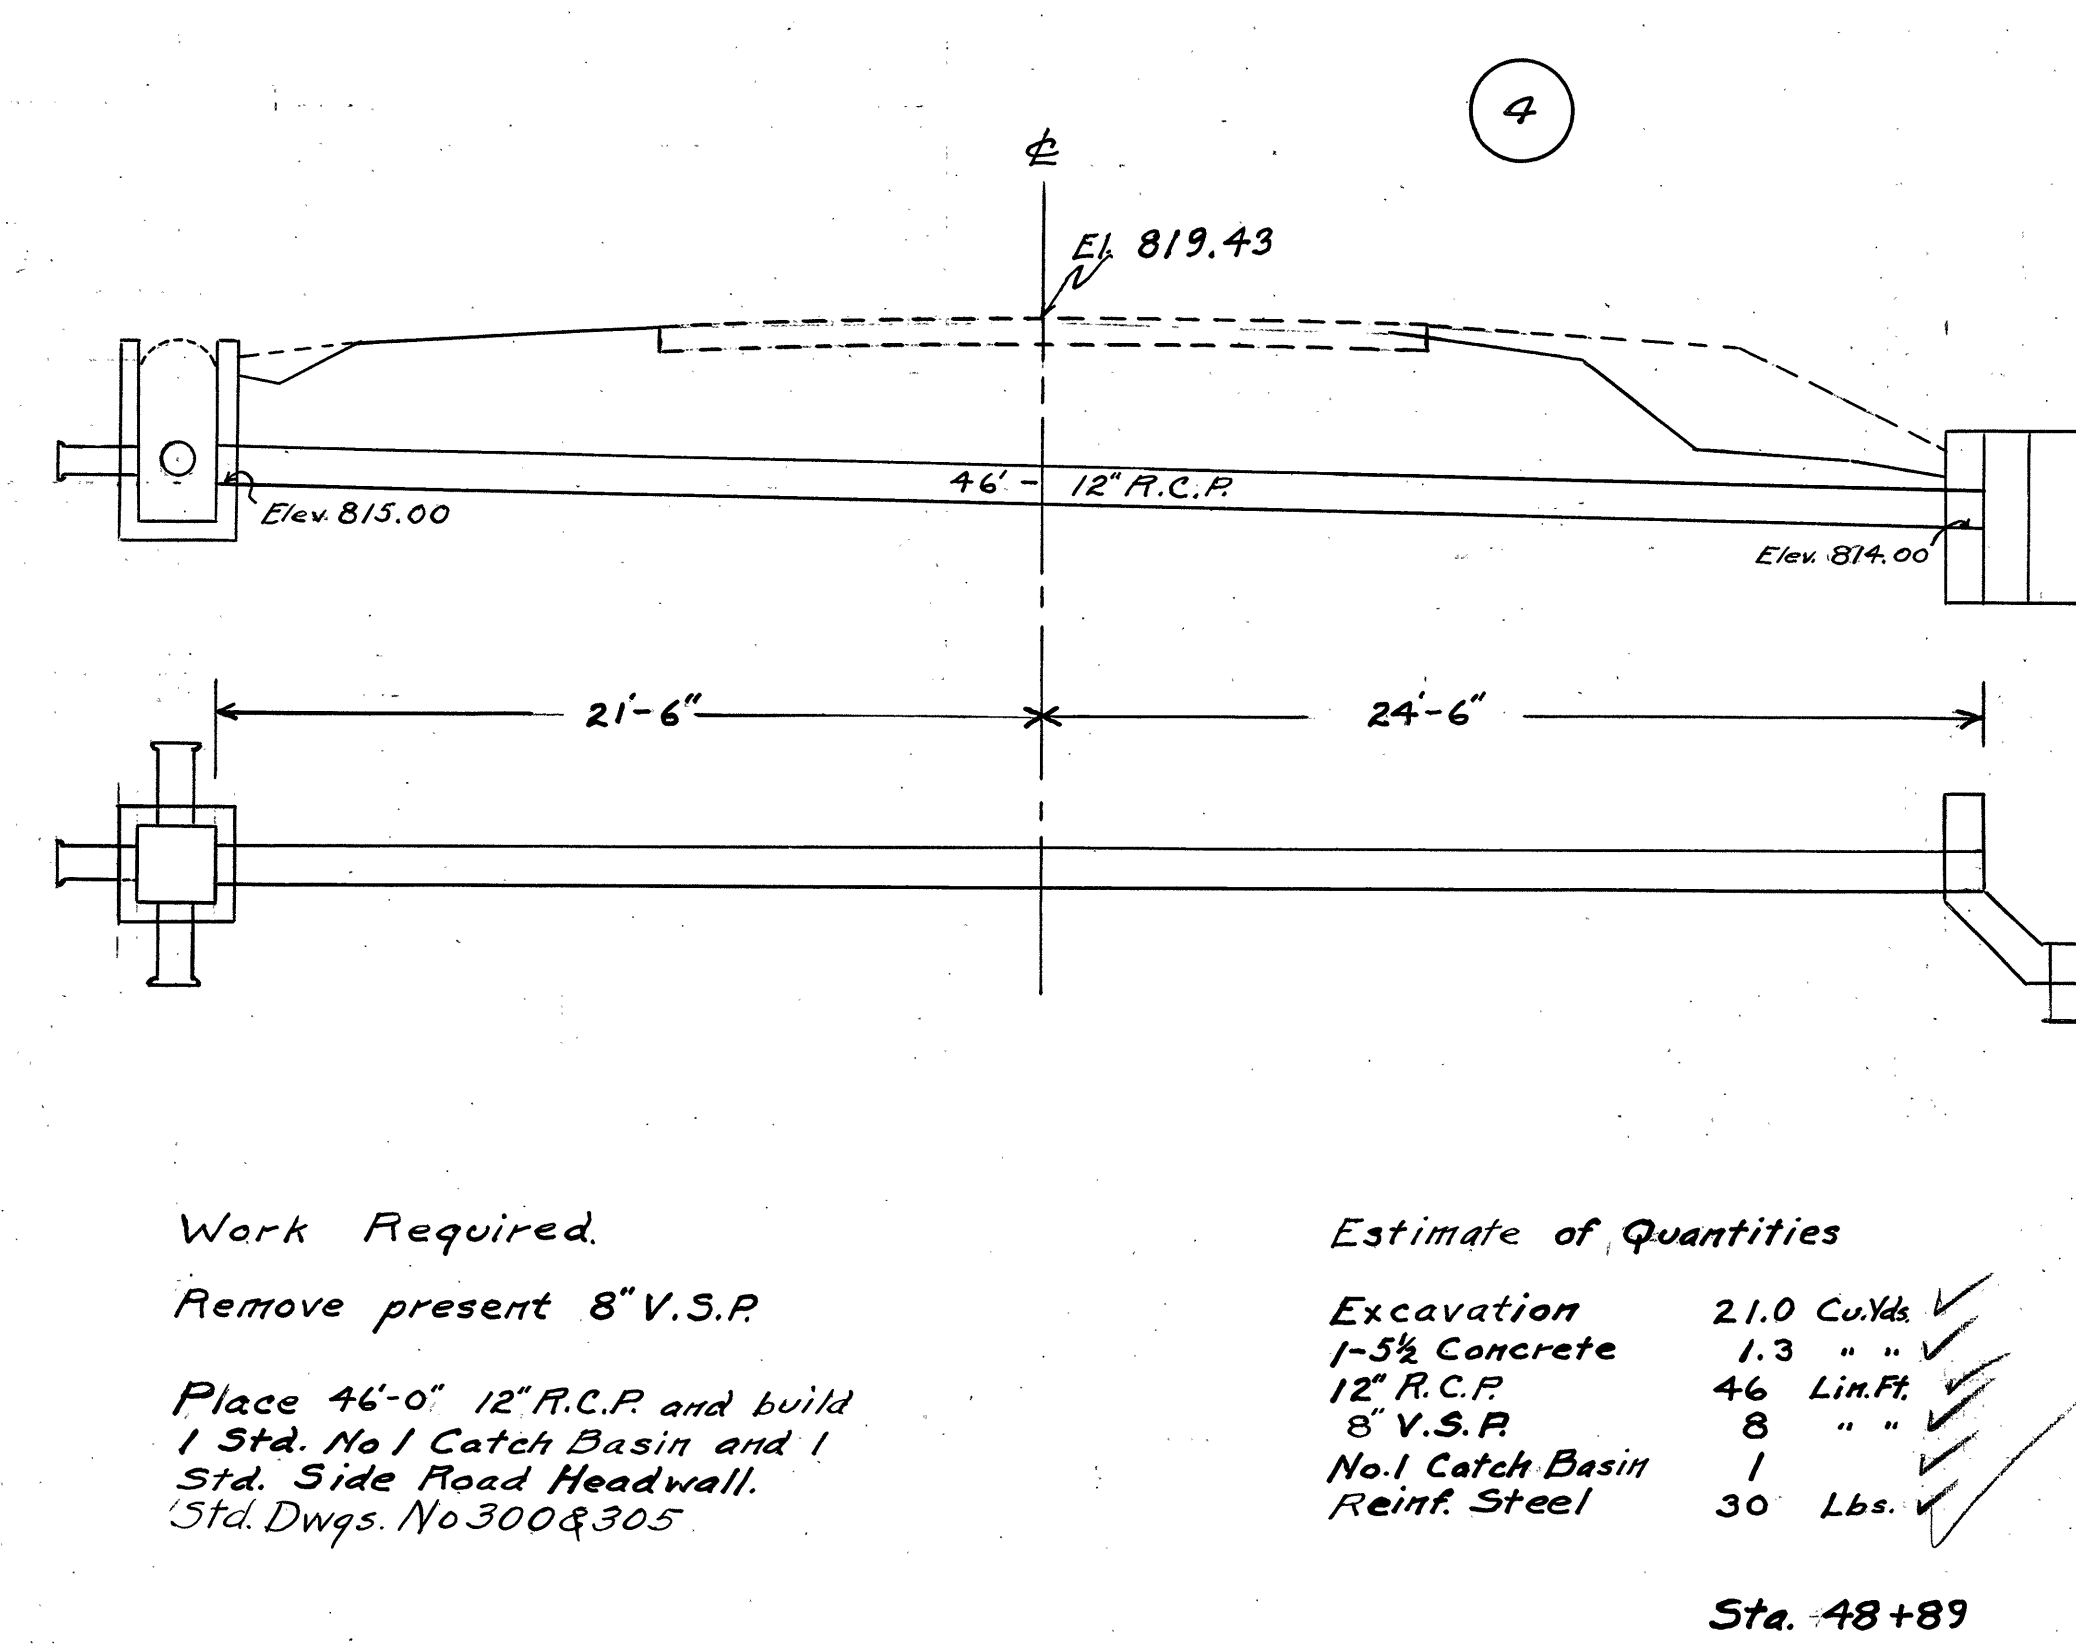 4
℄
El. 819.43
46' - 12" R.C.P.
Elev. 815.00
Elev. 814.00
21'-6"
24'-6"
Work Required.
Remove present 8" V.S.P.
Place 46'-0" 12" R.C.P. and build
1 Std. No 1 Catch Basin and 1
Std. Side Road Headwall.
Std. Dwgs. No 300 & 305
Estimate of Quantities
Excavation 21.0 Cu.Yds.
1-5½ Concrete 1.3 " "
12" R.C.P. 46 Lin.Ft.
8" V.S.P. 8 " "
No.1 Catch Basin 1
Reinf. Steel 30 Lbs.
Sta. 48+89